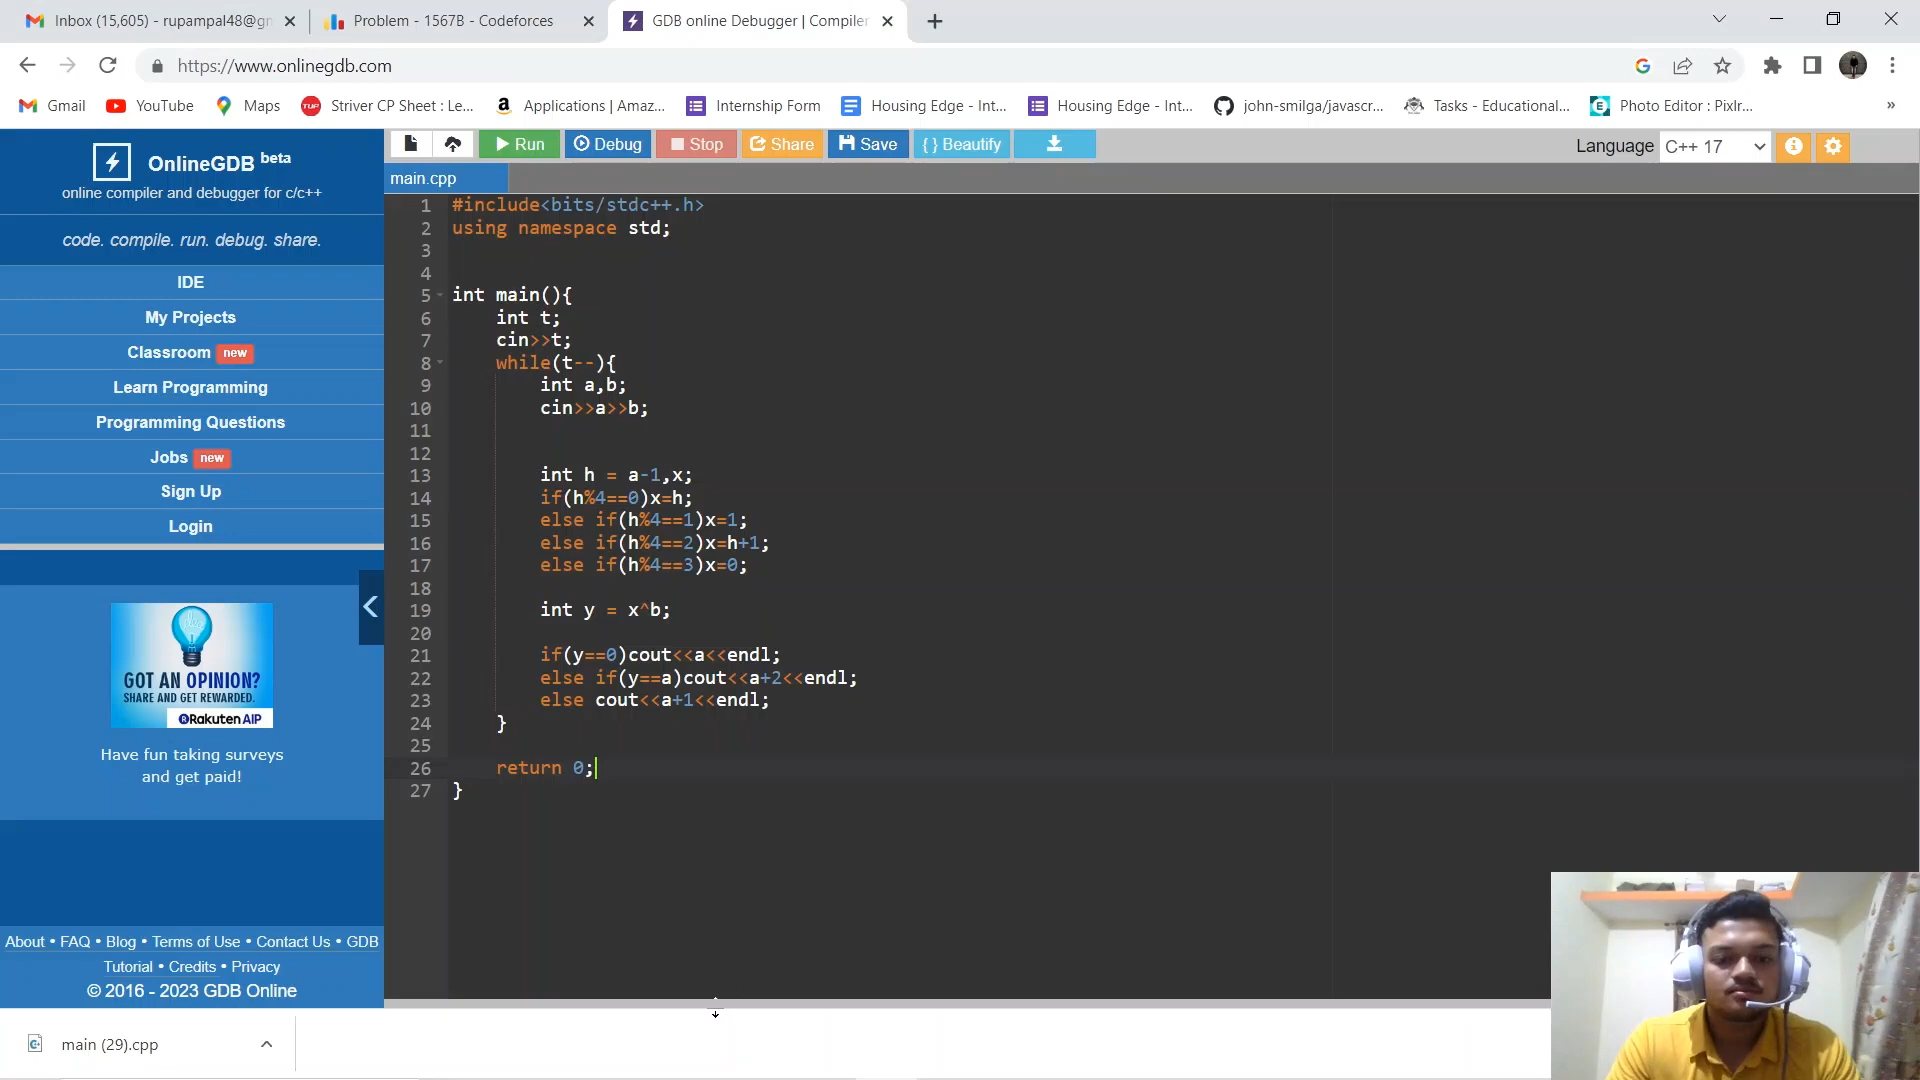 Inbox (15,605) - rupampal48@gm
Problem - 1567B - Codeforces
GDB online Debugger | Compiler
https://www.onlinegdb.com
Gmail
YouTube
Maps
TUF
Striver CP Sheet : Le...
Applications | Amaz...
Internship Form
Housing Edge - Int...
Housing Edge - Int...
john-smilga/javascr...
Tasks - Educational...
Photo Editor : Pixlr...
»
OnlineGDB beta
online compiler and debugger for c/c++
code. compile. run. debug. share.
IDE
My Projects
Classroom new
Learn Programming
Programming Questions
Jobs new
Sign Up
Login
GOT AN OPINION?
SHARE AND GET REWARDED.
Rakuten AIP
Have fun taking surveys
and get paid!
About • FAQ • Blog • Terms of Use • Contact Us • GDB
Tutorial • Credits • Privacy
© 2016 - 2023 GDB Online
Run
Debug
Stop
Share
Save
{ } Beautify
Language C++ 17
main.cpp
1 #include<bits/stdc++.h>
2 using namespace std;
3
4
5 int main(){
6 int t;
7 cin>>t;
8 while(t--){
9 int a,b;
10 cin>>a>>b;
11
12
13 int h = a-1,x;
14 if(h%4==0)x=h;
15 else if(h%4==1)x=1;
16 else if(h%4==2)x=h+1;
17 else if(h%4==3)x=0;
18
19 int y = x^b;
20
21 if(y==0)cout<<a<<endl;
22 else if(y==a)cout<<a+2<<endl;
23 else cout<<a+1<<endl;
24 }
25
26 return 0;
27 }
main (29).cpp